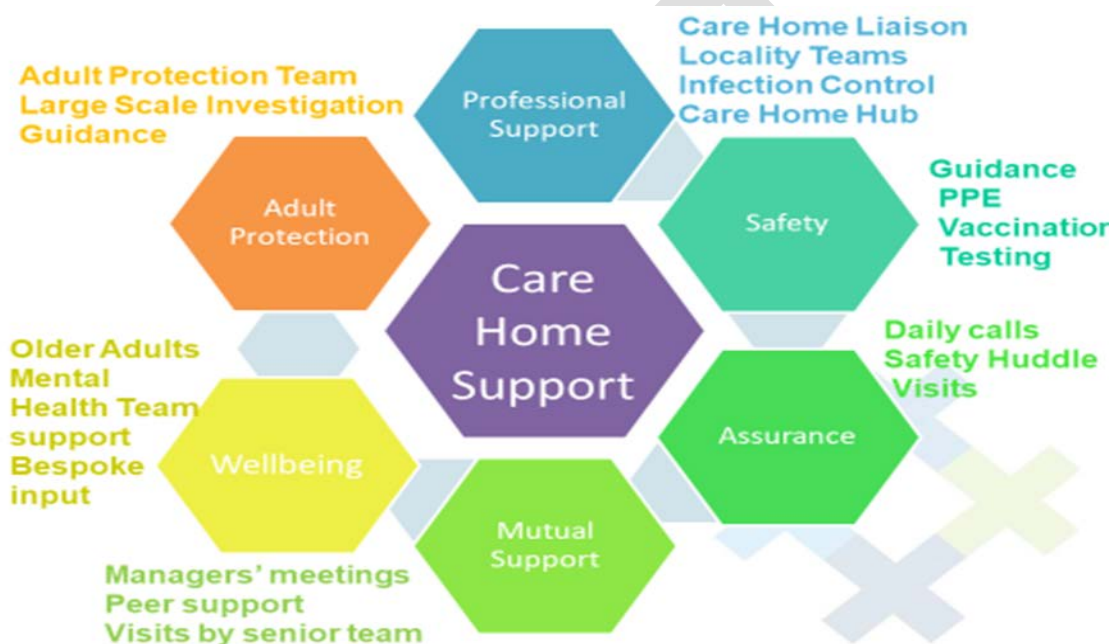 Care Home Liaison
Locality Teams
Infection Control
Care Home Hub
Adult Protection Team
Large Scale Investigation
Guidance
Professional
Support
Adult
Protection
Safety
Guidance
PPE
Vaccination
Testing
Care
Home
Support
Daily calls
Safety Huddle
Visits
Older Adults
Mental
Health Team
support
Bespoke
input
Wellbeing
Assurance
Mutual
Support
Managers’ meetings
Peer support
Visits by senior team